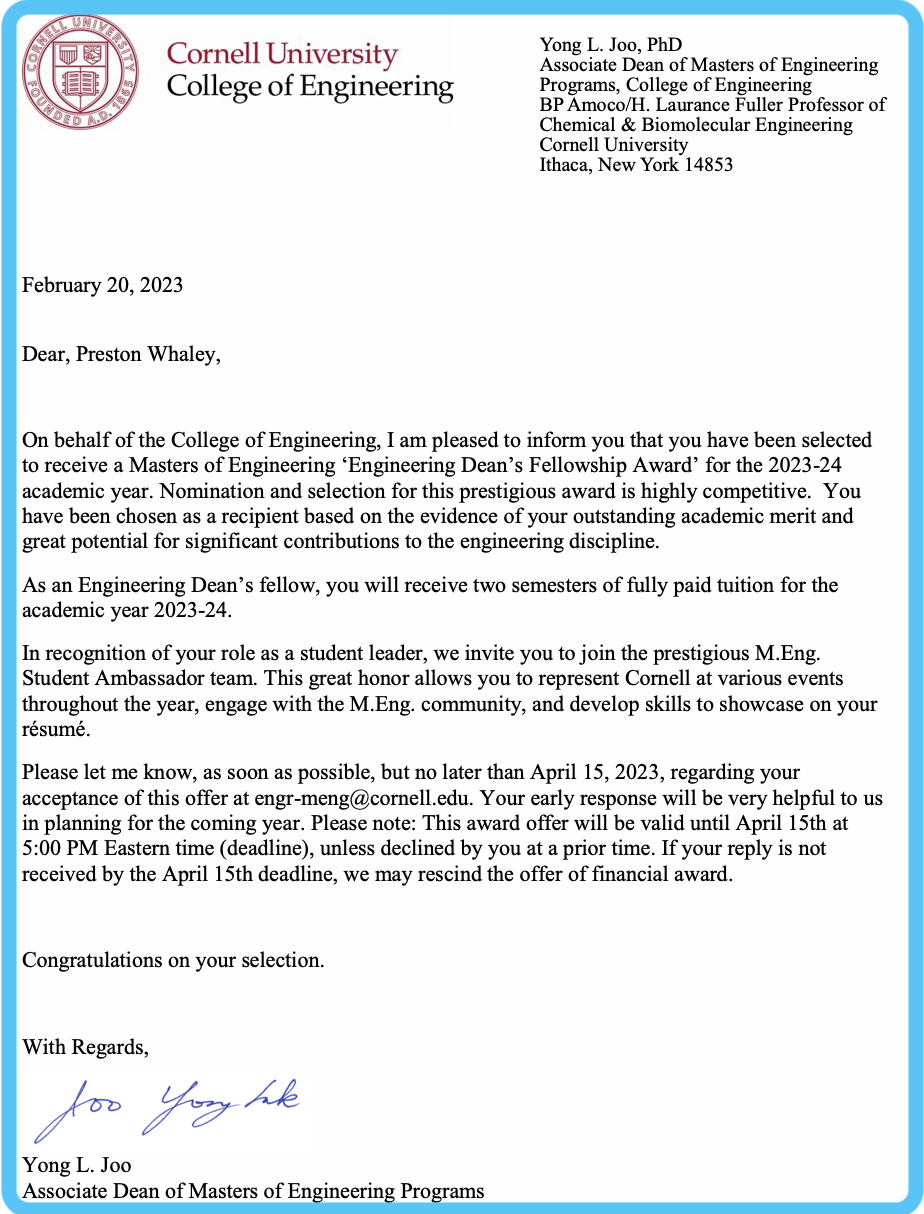 CORNELL UNIVERSITY
FOUNDED A.D. 1865
Cornell University
College of Engineering
Yong L. Joo, PhD
Associate Dean of Masters of Engineering
Programs, College of Engineering
BP Amoco/H. Laurance Fuller Professor of
Chemical & Biomolecular Engineering
Cornell University
Ithaca, New York 14853
February 20, 2023
Dear, Preston Whaley,
On behalf of the College of Engineering, I am pleased to inform you that you have been selected
to receive a Masters of Engineering ‘Engineering Dean’s Fellowship Award’ for the 2023-24
academic year. Nomination and selection for this prestigious award is highly competitive.  You
have been chosen as a recipient based on the evidence of your outstanding academic merit and
great potential for significant contributions to the engineering discipline.
As an Engineering Dean’s fellow, you will receive two semesters of fully paid tuition for the
academic year 2023-24.
In recognition of your role as a student leader, we invite you to join the prestigious M.Eng.
Student Ambassador team. This great honor allows you to represent Cornell at various events
throughout the year, engage with the M.Eng. community, and develop skills to showcase on your
résumé.
Please let me know, as soon as possible, but no later than April 15, 2023, regarding your
acceptance of this offer at engr-meng@cornell.edu. Your early response will be very helpful to us
in planning for the coming year. Please note: This award offer will be valid until April 15th at
5:00 PM Eastern time (deadline), unless declined by you at a prior time. If your reply is not
received by the April 15th deadline, we may rescind the offer of financial award.
Congratulations on your selection.
With Regards,
Joo Yong Lak
Yong L. Joo
Associate Dean of Masters of Engineering Programs